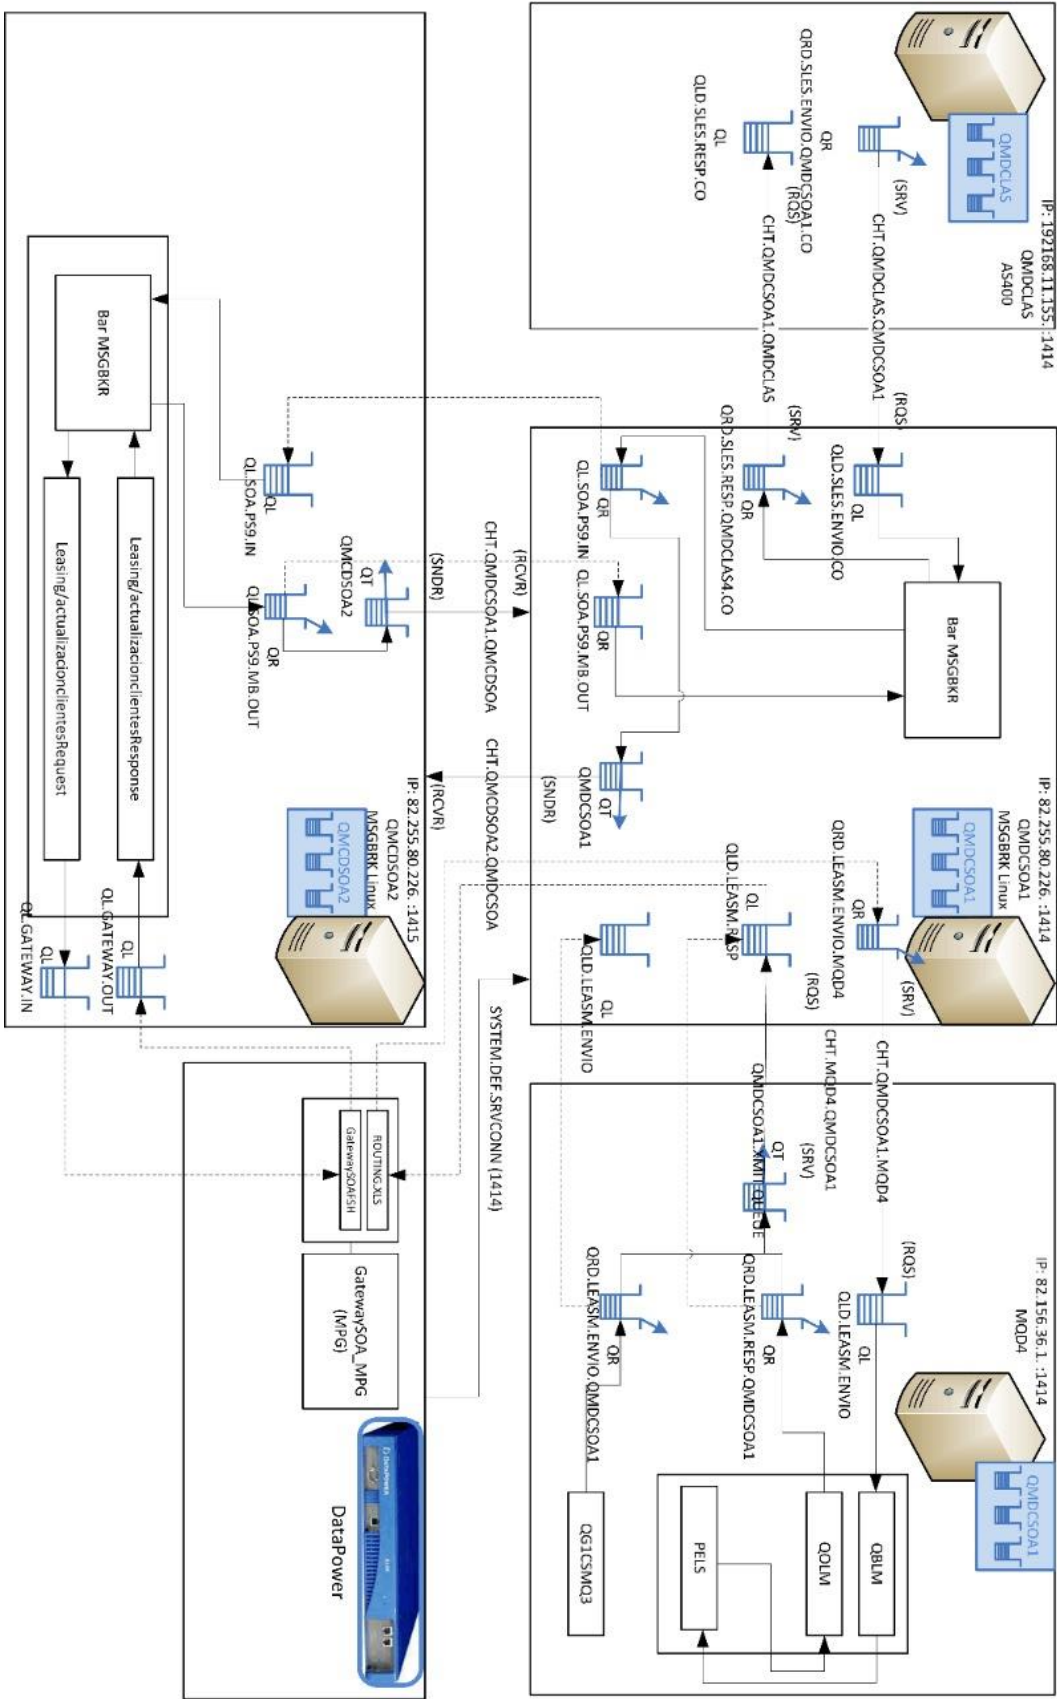 IP: 192168.11.155. :1414
QMDCLAS
AS400
QMDCLAS
(SRV)
CHT.QMDCLAS.QMDCSOA1
(RQS)
QR
QRD.SLES.ENVIO.QMDCSOA1.CO
(RQS)
CHT.QMDCSOA1.QMDCLAS
(SRV)
QL
QLD.SLES.RESP.CO
QL
QLD.SLES.ENVIO.CO
QR
QRD.SLES.RESP.QMDCLAS4.CO
Bar MSGBKR
QR
QL.SOA.PS9.IN
QR
QL.SOA.PS9.MB.OUT
QT
QMDCSOA1
IP: 82.255.80.226. :1414
QMDCSOA1
MSGBRK Linux
QMDCSOA1
(SRV)
QR
QRD.LEASM.ENVIO.MQD4
QL
QLD.LEASM.RESP
(RQS)
QL
QLD.LEASM.ENVIO
CHT.QMDCSOA1.MQD4
CHT.MQD4.QMDCSOA1
(SRV)
QT
QMDCSOA1.XMIT.QUEUE
IP: 82.156.36.1. :1414
MQD4
QMDCSOA1
(RQS)
QL
QLD.LEASM.ENVIO
QR
QRD.LEASM.RESP.QMDCSOA1
QR
QRD.LEASM.ENVIO.QMDCSOA1
QBLM
QOLM
PELS
QG1CSMQ3
(RCVR)
CHT.QMDCSOA1.QMCDSOA
(SNDR)
(SNDR)
CHT.QMCDSOA2.QMDCSOA
(RCVR)
SYSTEM.DEF.SRVCONN (1414)
QT
QMCDSOA2
QL
QL.SOA.PS9.IN
QR
QL.SOA.PS9.MB.OUT
IP: 82.255.80.226. :1415
QMCDSOA2
MSGBRK Linux
QMCDSOA2
Bar MSGBKR
Leasing/actualizacionclientesResponse
Leasing/actualizacionclientesRequest
QL
QL.GATEWAY.OUT
QL
QL.GATEWAY.IN
ROUTING.XLS
GatewaySOAFSH
GatewaySOA_MPG
(MPG)
DATAPOWER
DataPower